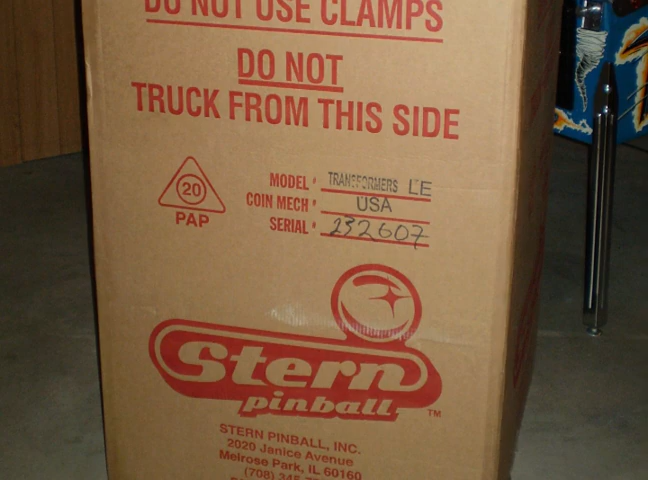 DO NOT USE CLAMPS
DO NOT
TRUCK FROM THIS SIDE
20
PAP
MODEL: TRANSFORMERS LE
COIN MECH: USA
SERIAL: 232607
Stern
pinball
TM
STERN PINBALL, INC.
2020 Janice Avenue
Melrose Park, IL 60160
(708) 345-